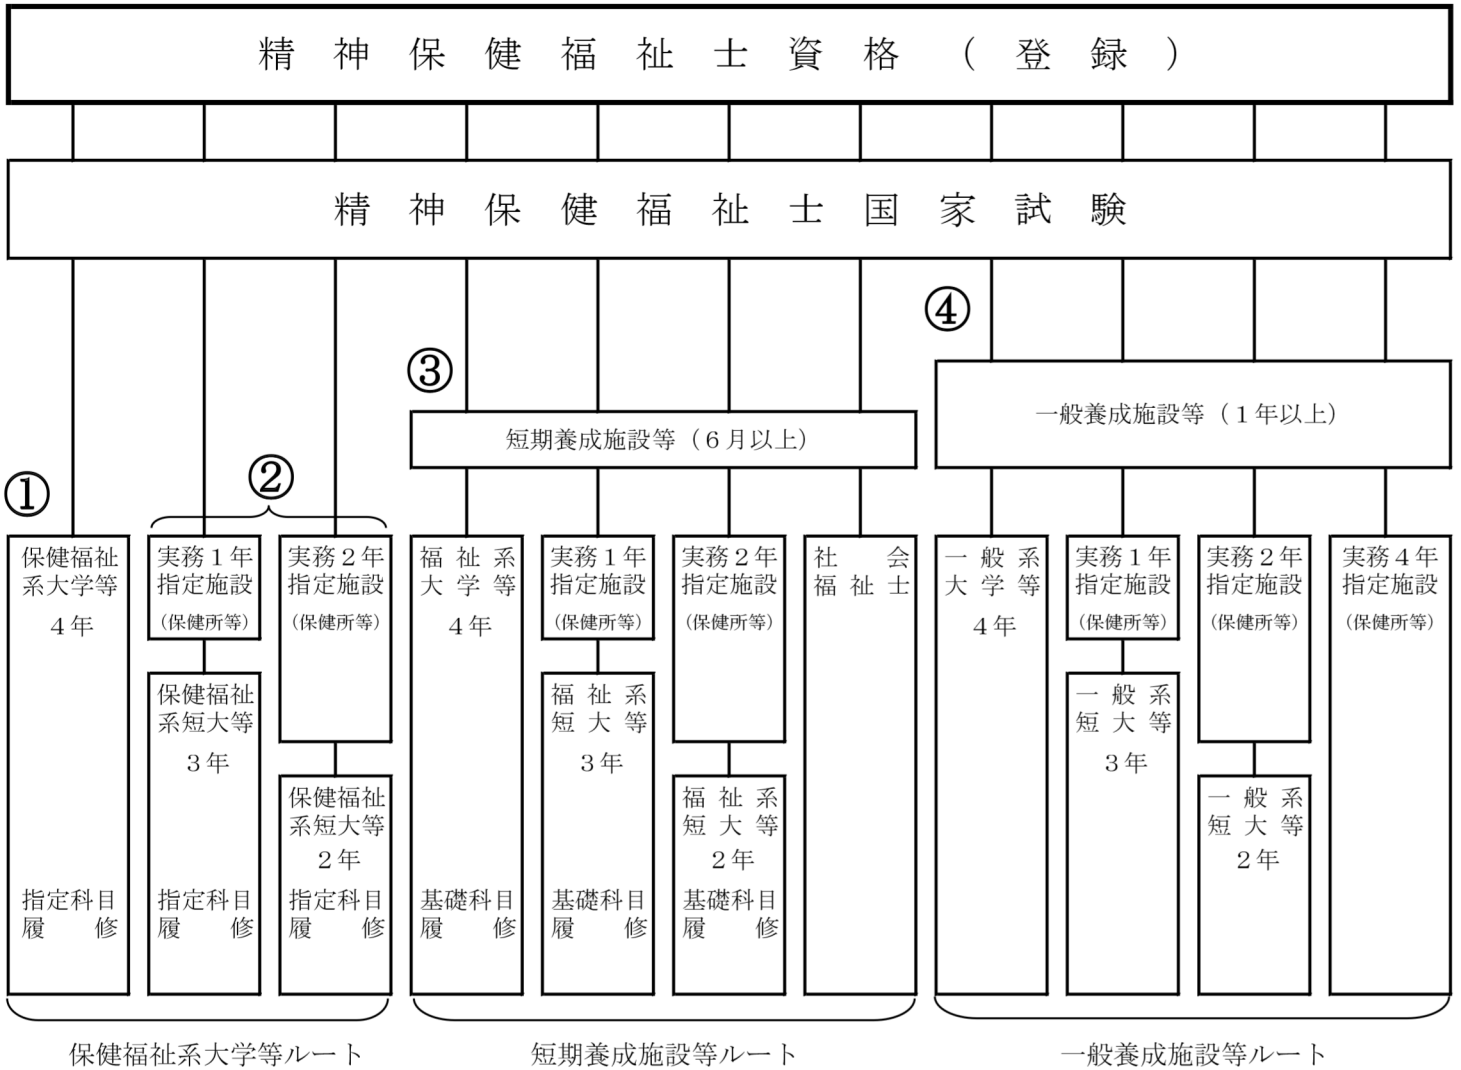 精神保健福祉士資格（登録）
精神保健福祉士国家試験
④
③
一般養成施設等（１年以上）
短期養成施設等（６月以上）
②
①
保健福祉
系大学等
４年
指定科目
履修
実務１年
指定施設
（保健所等）
保健福祉
系短大等
３年
指定科目
履修
実務２年
指定施設
（保健所等）
保健福祉
系短大等
２年
指定科目
履修
福祉系
大学等
４年
基礎科目
履修
実務１年
指定施設
（保健所等）
福祉系
短大等
３年
基礎科目
履修
実務２年
指定施設
（保健所等）
福祉系
短大等
２年
基礎科目
履修
社会
福祉士
一般系
大学等
４年
実務１年
指定施設
（保健所等）
一般系
短大等
３年
実務２年
指定施設
（保健所等）
一般系
短大等
２年
実務４年
指定施設
（保健所等）
保健福祉系大学等ルート
短期養成施設等ルート
一般養成施設等ルート